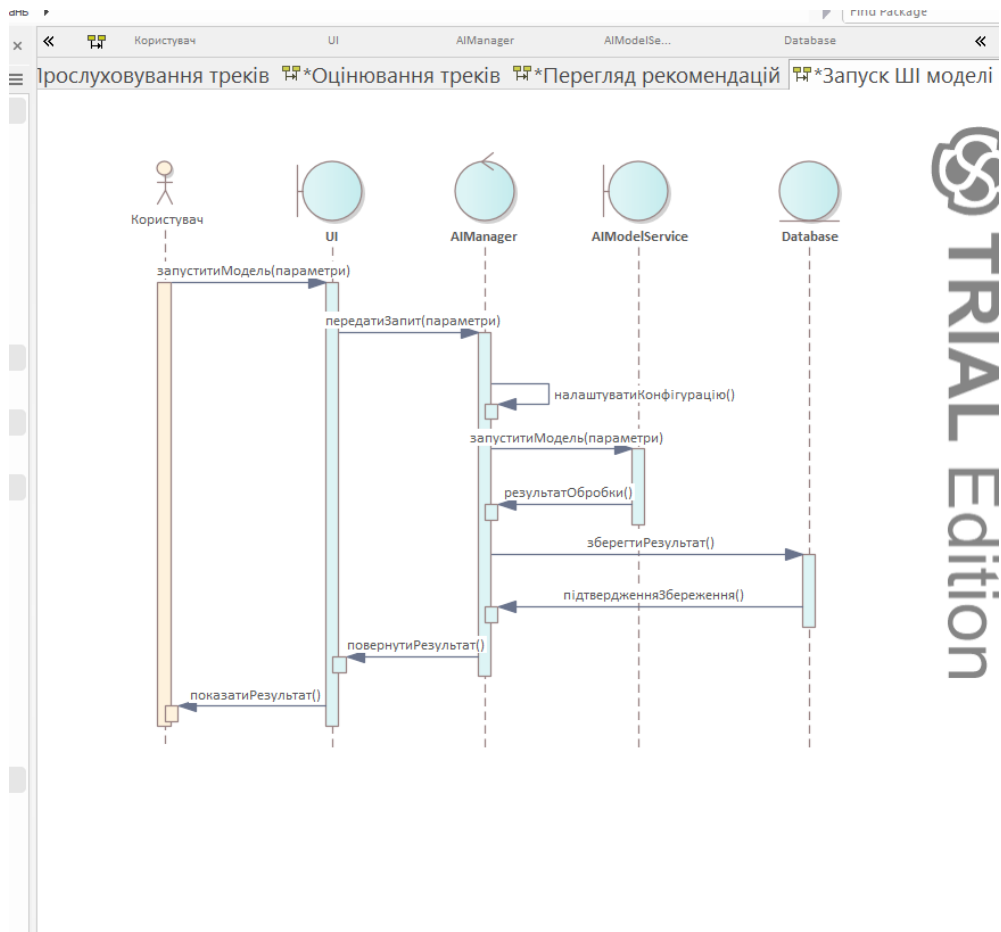 Find Package
Користувач UI AIManager AIModelSe... Database
Прослуховування треків *Оцінювання треків *Перегляд рекомендацій *Запуск ШІ моделі
Користувач
UI
AIManager
AIModelService
Database
запуститиМодель(параметри)
передатиЗапит(параметри)
налаштуватиКонфігурацію()
запуститиМодель(параметри)
результатОбробки()
зберегтиРезультат()
підтвердженняЗбереження()
повернутиРезультат()
показатиРезультат()
TRIAL Edition